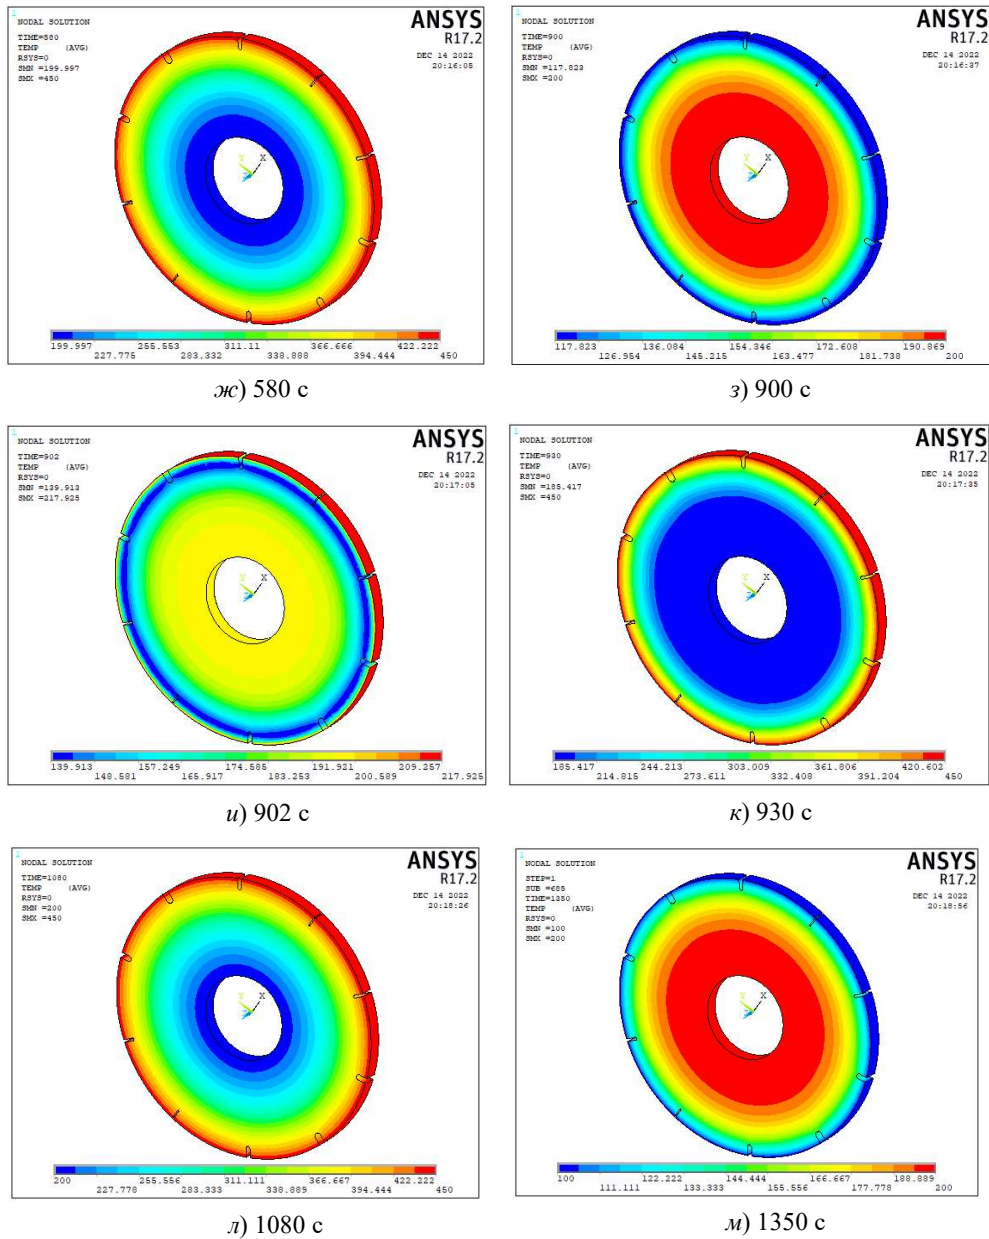 1
NODAL SOLUTION
TIME=580
TEMP (AVG)
RSYS=0
SMN =199.997
SMX =450
ANSYS
R17.2
DEC 14 2022
20:16:05
Y
X
Z
199.997 255.553 311.11 366.666 422.222
227.775 283.332 338.888 394.444 450
ж) 580 с
1
NODAL SOLUTION
TIME=900
TEMP (AVG)
RSYS=0
SMN =117.823
SMX =200
ANSYS
R17.2
DEC 14 2022
20:16:37
Y
X
Z
117.823 136.084 154.346 172.608 190.869
126.954 145.215 163.477 181.738 200
з) 900 с
1
NODAL SOLUTION
TIME=902
TEMP (AVG)
RSYS=0
SMN =139.913
SMX =217.925
ANSYS
R17.2
DEC 14 2022
20:17:05
Y
X
Z
139.913 157.249 174.585 191.921 209.257
148.581 165.917 183.253 200.589 217.925
и) 902 с
1
NODAL SOLUTION
TIME=930
TEMP (AVG)
RSYS=0
SMN =185.417
SMX =450
ANSYS
R17.2
DEC 14 2022
20:17:35
Y
X
Z
185.417 244.213 303.009 361.806 420.602
214.815 273.611 332.408 391.204 450
к) 930 с
1
NODAL SOLUTION
TIME=1080
TEMP (AVG)
RSYS=0
SMN =200
SMX =450
ANSYS
R17.2
DEC 14 2022
20:18:26
Y
X
Z
200 255.556 311.111 366.667 422.222
227.778 283.333 338.889 394.444 450
л) 1080 с
1
NODAL SOLUTION
STEP=1
SUB =685
TIME=1350
TEMP (AVG)
RSYS=0
SMN =100
SMX =200
ANSYS
R17.2
DEC 14 2022
20:18:56
Y
X
Z
100 122.222 144.444 166.667 188.889
111.111 133.333 155.556 177.778 200
м) 1350 с